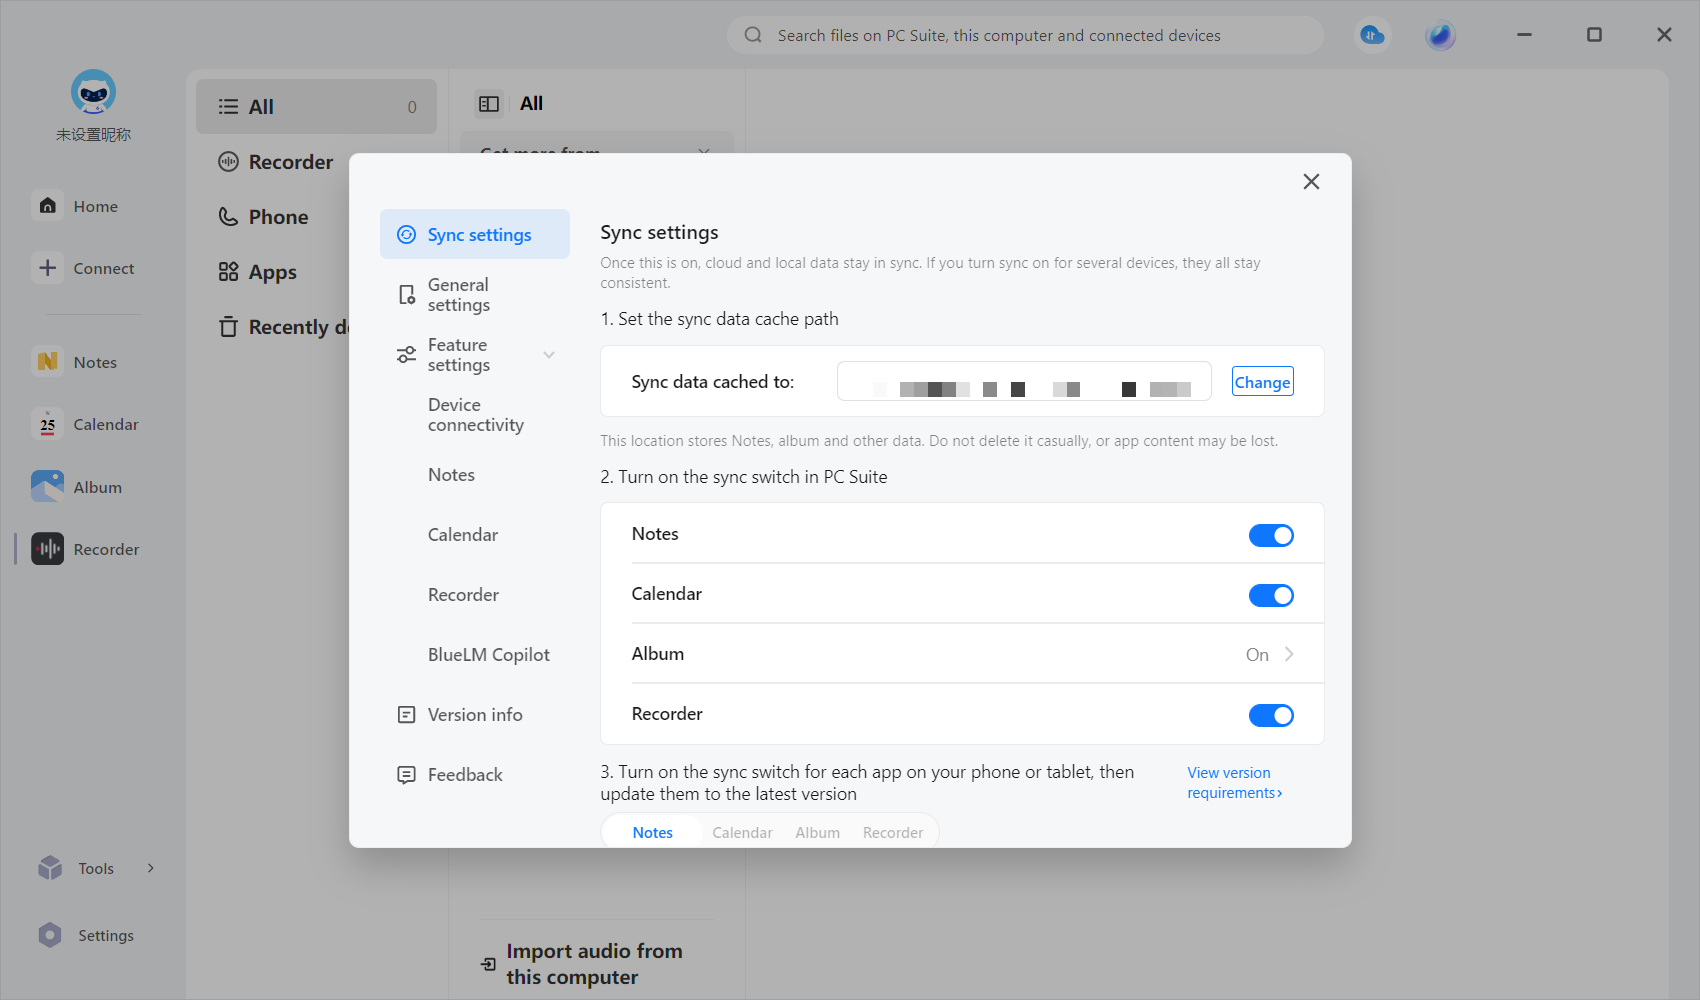 Search files on PC Suite, this computer and connected devices
未设置昵称
Home
Connect
Notes
25
Calendar
Album
Recorder
Tools
Settings
All
0
Recorder
Phone
Apps
Recently
All
Get more from
Import audio from
this computer
Sync settings
General
settings
Feature
settings
Device
connectivity
Notes
Calendar
Recorder
BlueLM Copilot
Version info
Feedback
Sync settings
Once this is on, cloud and local data stay in sync. If you turn sync on for several devices, they all stay
consistent.
1. Set the sync data cache path
Sync data cached to:
Change
This location stores Notes, album and other data. Do not delete it casually, or app content may be lost.
2. Turn on the sync switch in PC Suite
Notes
Calendar
Album
On
Recorder
3. Turn on the sync switch for each app on your phone or tablet, then
update them to the latest version
View version
requirements›
Notes
Calendar
Album
Recorder